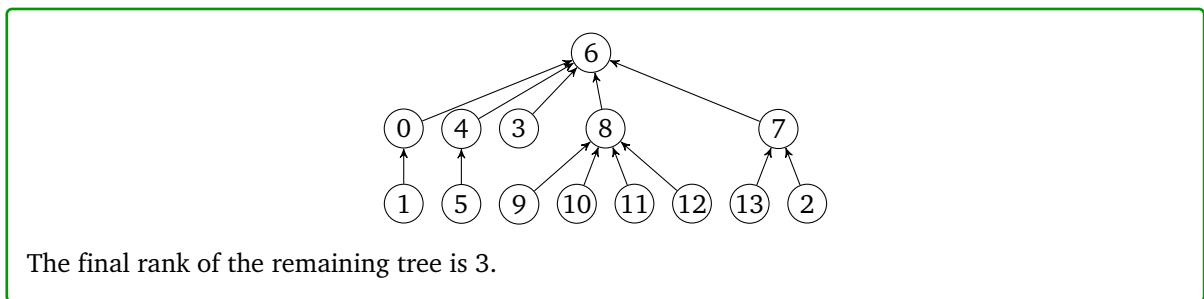 6
0 4 3 8 7
1 5 9 10 11 12 13 2
The final rank of the remaining tree is 3.